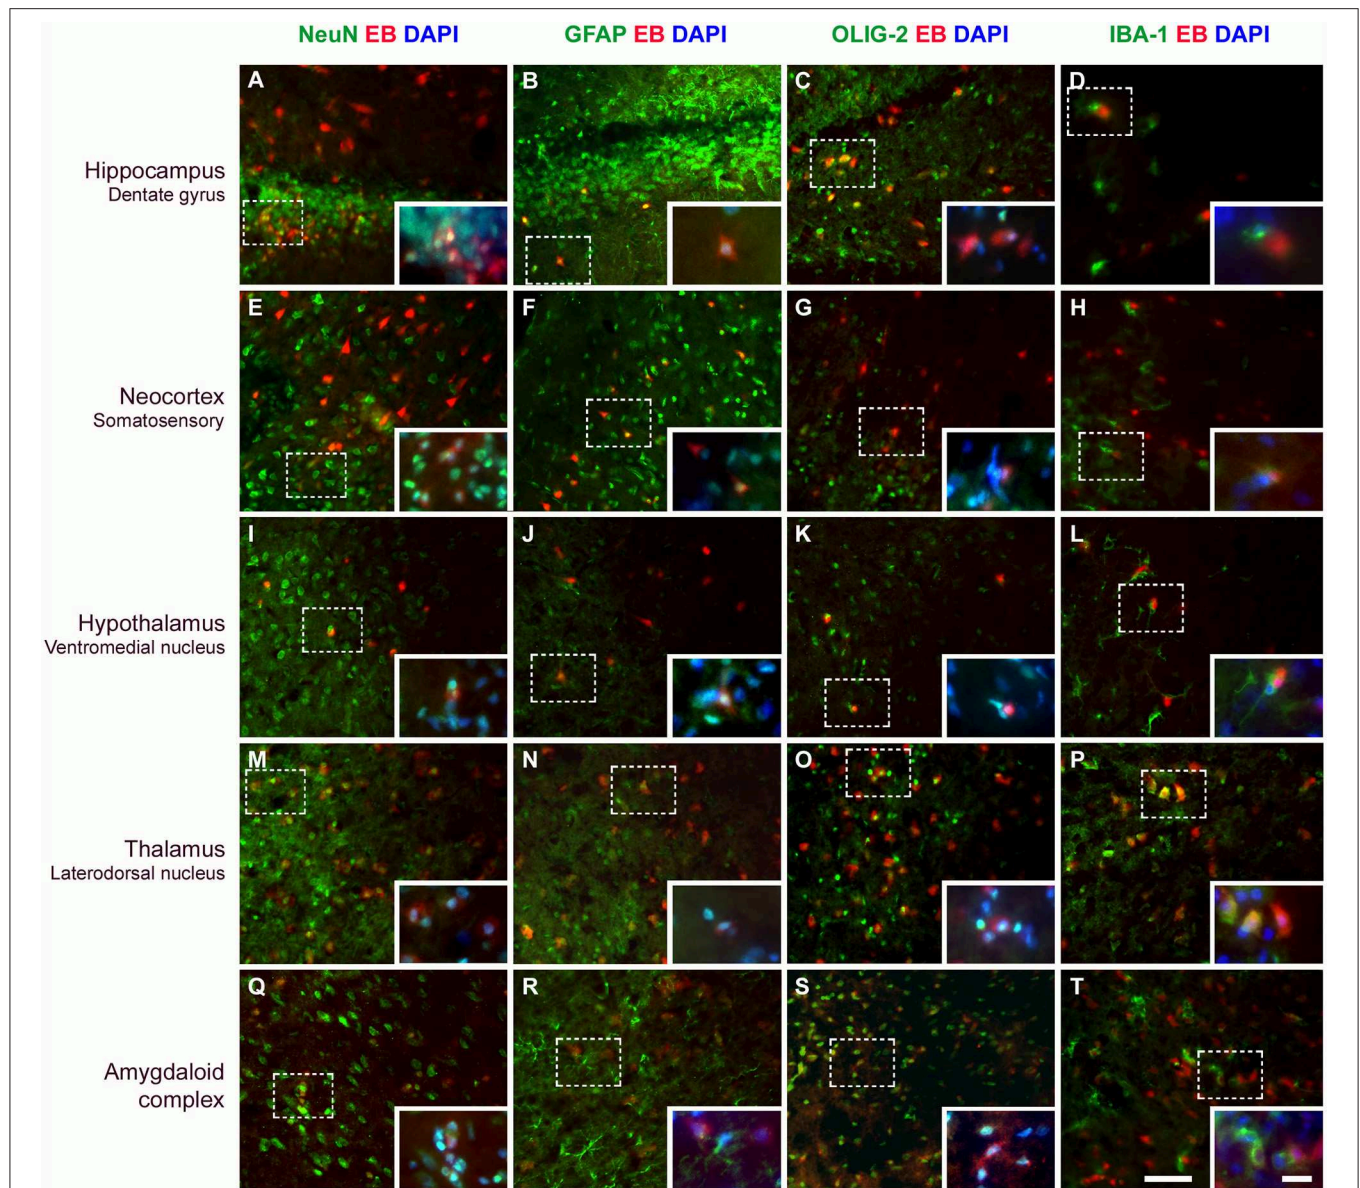 NeuN EB DAPI GFAP EB DAPI OLIG-2 EB DAPI IBA-1 EB DAPI
A B C D
Hippocampus
Dentate gyrus
E F G H
Neocortex
Somatosensory
I J K L
Hypothalamus
Ventromedial nucleus
M N O P
Thalamus
Laterodorsal nucleus
Q R S T
Amygdaloid
complex